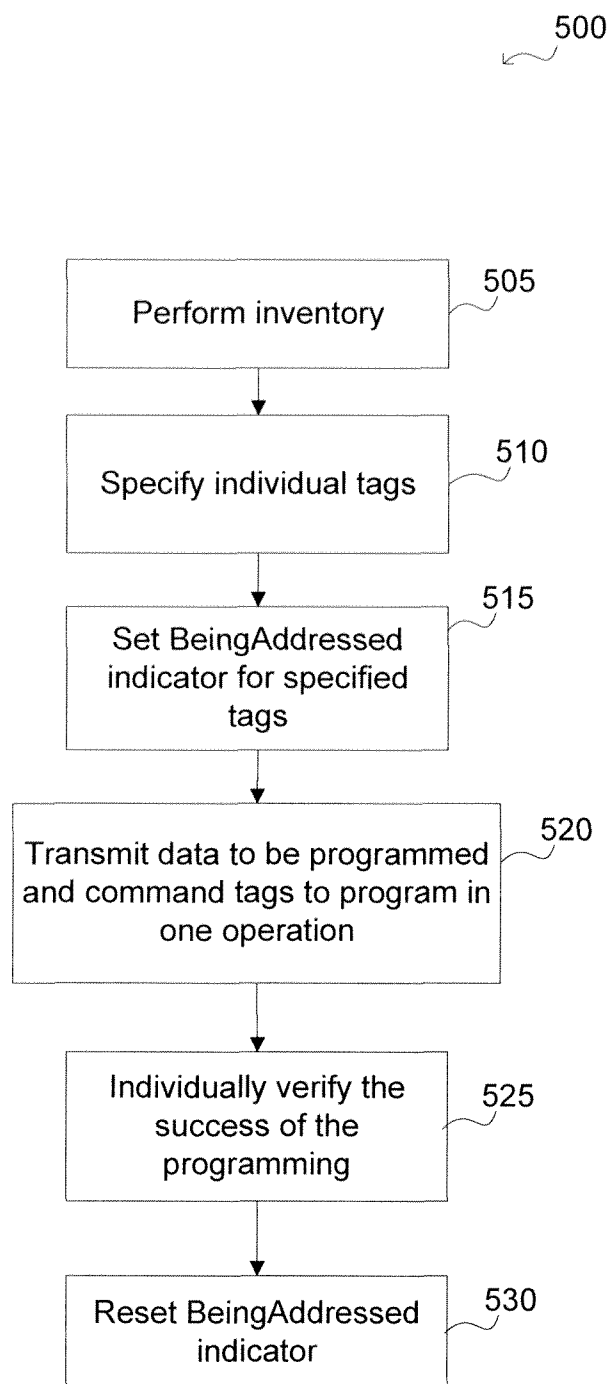 500
Perform inventory
505
Specify individual tags
510
Set BeingAddressed
indicator for specified
tags
515
Transmit data to be programmed
and command tags to program in
one operation
520
Individually verify the
success of the
programming
525
Reset BeingAddressed
indicator
530